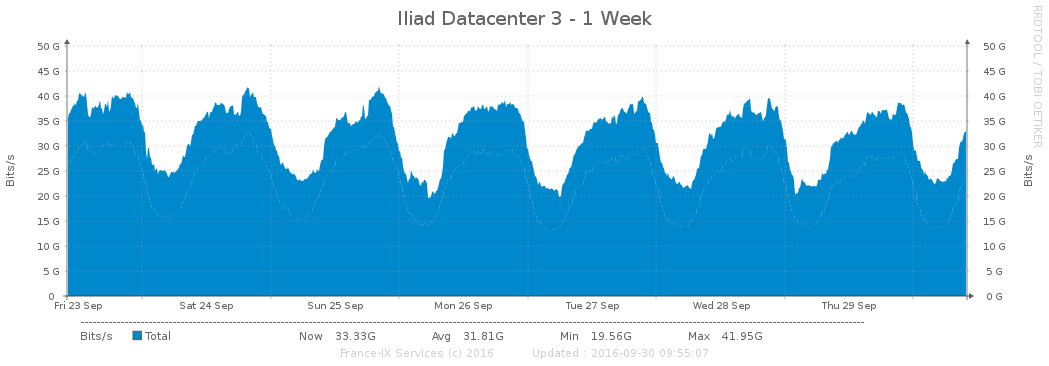 Iliad Datacenter 3 - 1 Week
RRDTOOL / TOBI OETIKER
50 G 50 G
45 G 45 G
40 G 40 G
35 G 35 G
30 G 30 G
25 G 25 G
20 G 20 G
15 G 15 G
10 G 10 G
5 G 5 G
0 0 G
Bits/s
Bits/s
Fri 23 Sep Sat 24 Sep Sun 25 Sep Mon 26 Sep Tue 27 Sep Wed 28 Sep Thu 29 Sep
Bits/s Total Now 33.33G Avg 31.81G Min 19.56G Max 41.95G
France-IX Services (c) 2016 Updated : 2016-09-30 09:55:07